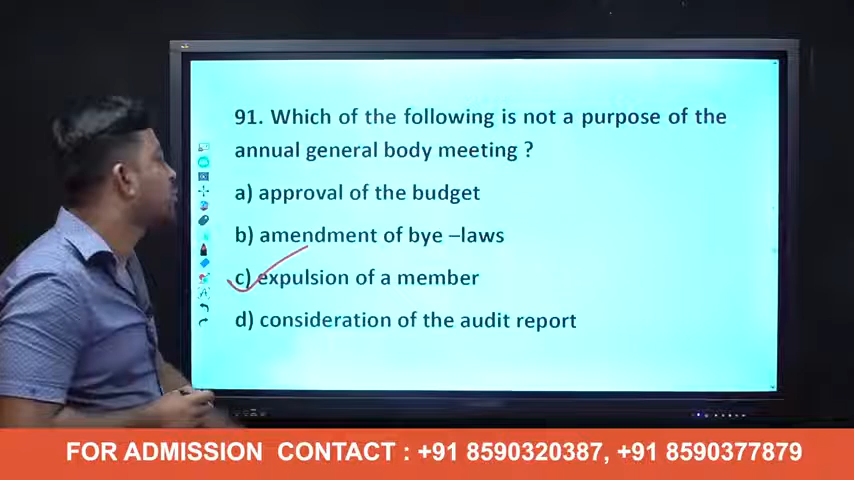 91. Which of the following is not a purpose of the
annual general body meeting ?
a) approval of the budget
b) amendment of bye –laws
c) expulsion of a member
d) consideration of the audit report
FOR ADMISSION CONTACT : +91 8590320387, +91 8590377879